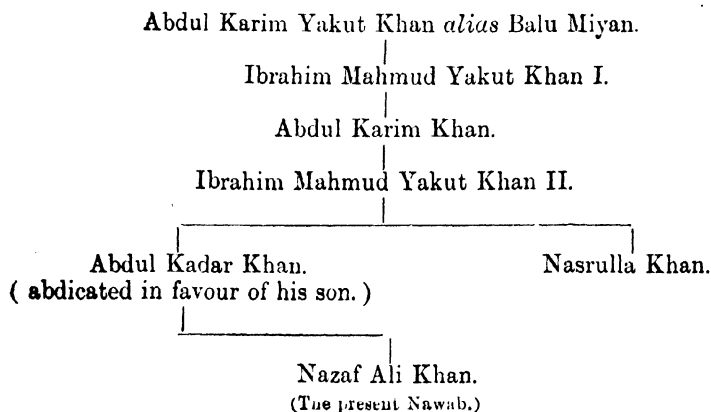 Abdul Karim Yakut Khan alias Balu Miyan.
Ibrahim Mahmud Yakut Khan I.
Abdul Karim Khan.
Ibrahim Mahmud Yakut Khan II.
Abdul Kadar Khan. Nasrulla Khan.
( abdicated in favour of his son. )
Nazaf Ali Khan.
(The present Nawab.)